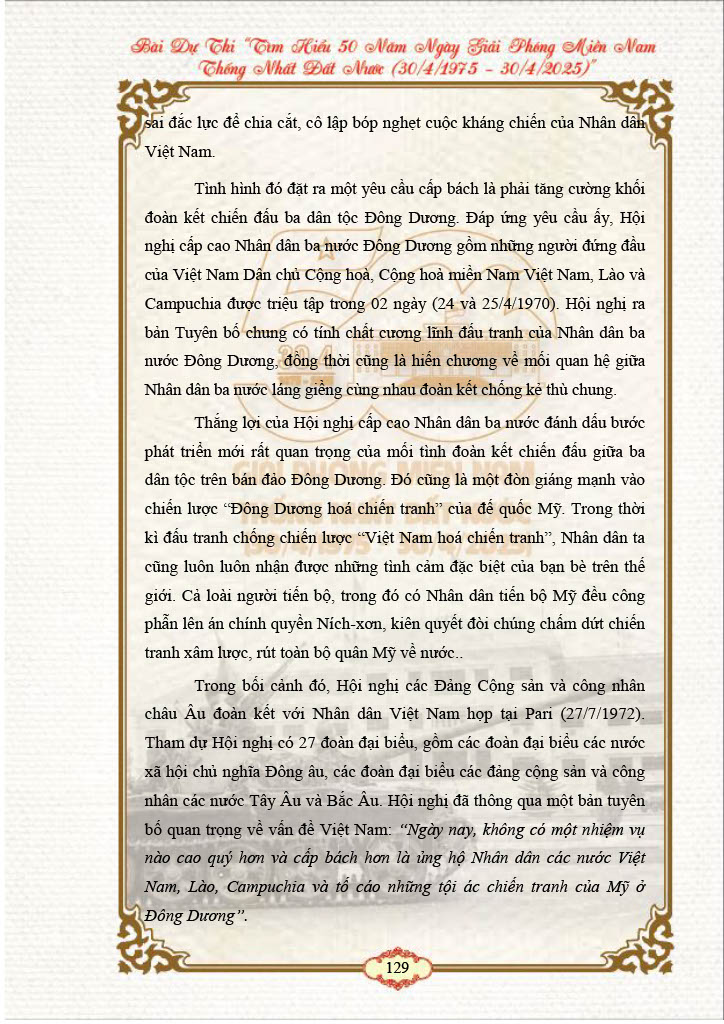 Bài Dự Thi “Tìm Hiểu 50 Năm Ngày Giải Phóng Miền Nam
Thống Nhất Đất Nước (30/4/1975 - 30/4/2025)”
sai đắc lực để chia cắt, cô lập bóp nghẹt cuộc kháng chiến của Nhân dân
Việt Nam.
Tình hình đó đặt ra một yêu cầu cấp bách là phải tăng cường khối
đoàn kết chiến đấu ba dân tộc Đông Dương. Đáp ứng yêu cầu ấy, Hội
nghị cấp cao Nhân dân ba nước Đông Dương gồm những người đứng đầu
của Việt Nam Dân chủ Cộng hoà, Cộng hoà miền Nam Việt Nam, Lào và
Campuchia được triệu tập trong 02 ngày (24 và 25/4/1970). Hội nghị ra
bản Tuyên bố chung có tính chất cương lĩnh đấu tranh của Nhân dân ba
nước Đông Dương, đồng thời cũng là hiến chương về mối quan hệ giữa
Nhân dân ba nước láng giềng cùng nhau đoàn kết chống kẻ thù chung.
Thắng lợi của Hội nghị cấp cao Nhân dân ba nước đánh dấu bước
phát triển mới rất quan trọng của mối tình đoàn kết chiến đấu giữa ba
dân tộc trên bán đảo Đông Dương. Đó cũng là một đòn giáng mạnh vào
chiến lược “Đông Dương hoá chiến tranh” của đế quốc Mỹ. Trong thời
kì đấu tranh chống chiến lược “Việt Nam hoá chiến tranh”, Nhân dân ta
cũng luôn luôn nhận được những tình cảm đặc biệt của bạn bè trên thế
giới. Cả loài người tiến bộ, trong đó có Nhân dân tiến bộ Mỹ đều công
phẫn lên án chính quyền Ních-xơn, kiên quyết đòi chúng chấm dứt chiến
tranh xâm lược, rút toàn bộ quân Mỹ về nước..
Trong bối cảnh đó, Hội nghị các Đảng Cộng sản và công nhân
châu Âu đoàn kết với Nhân dân Việt Nam họp tại Pari (27/7/1972).
Tham dự Hội nghị có 27 đoàn đại biểu, gồm các đoàn đại biểu các nước
xã hội chủ nghĩa Đông âu, các đoàn đại biểu các đảng cộng sản và công
nhân các nước Tây Âu và Bắc Âu. Hội nghị đã thông qua một bản tuyên
bố quan trọng về vấn đề Việt Nam: “Ngày nay, không có một nhiệm vụ
nào cao quý hơn và cấp bách hơn là ủng hộ Nhân dân các nước Việt
Nam, Lào, Campuchia và tố cáo những tội ác chiến tranh của Mỹ ở
Đông Dương”.
129